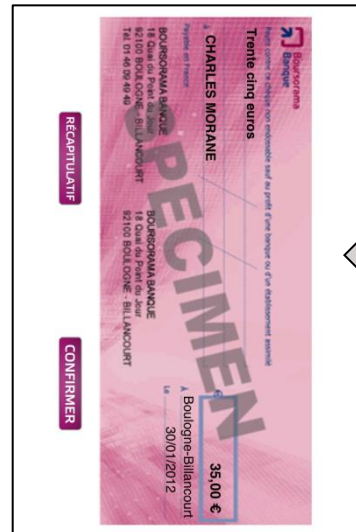 Boursorama
Banque
Payez contre ce chèque non endossable sauf au profit d'une banque ou d'un établissement assimilé
Trente cinq euros
à CHARLES MORANE
35,00 €
Payable en France
À Boulogne-Billancourt
Le 30/01/2012
BOURSORAMA BANQUE
18 Quai du Point du Jour
92100 BOULOGNE - BILLANCOURT
Tél. 01 46 09 49 49
BOURSORAMA BANQUE
18 Quai du Point du Jour
92100 BOULOGNE - BILLANCOURT
SPECIMEN
RÉCAPITULATIF
CONFIRMER